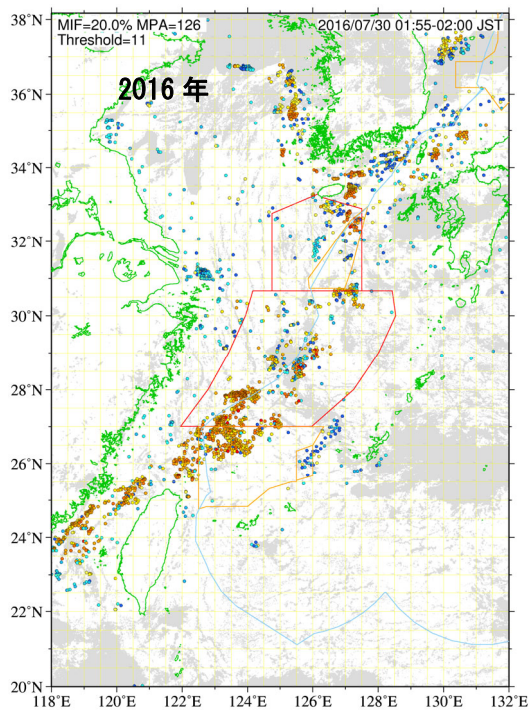 MIF=20.0% MPA=126 2016/07/30 01:55-02:00 JST
Threshold=11
2016 年
38°N
36°N
34°N
32°N
30°N
28°N
26°N
24°N
22°N
20°N
118°E 120°E 122°E 124°E 126°E 128°E 130°E 132°E